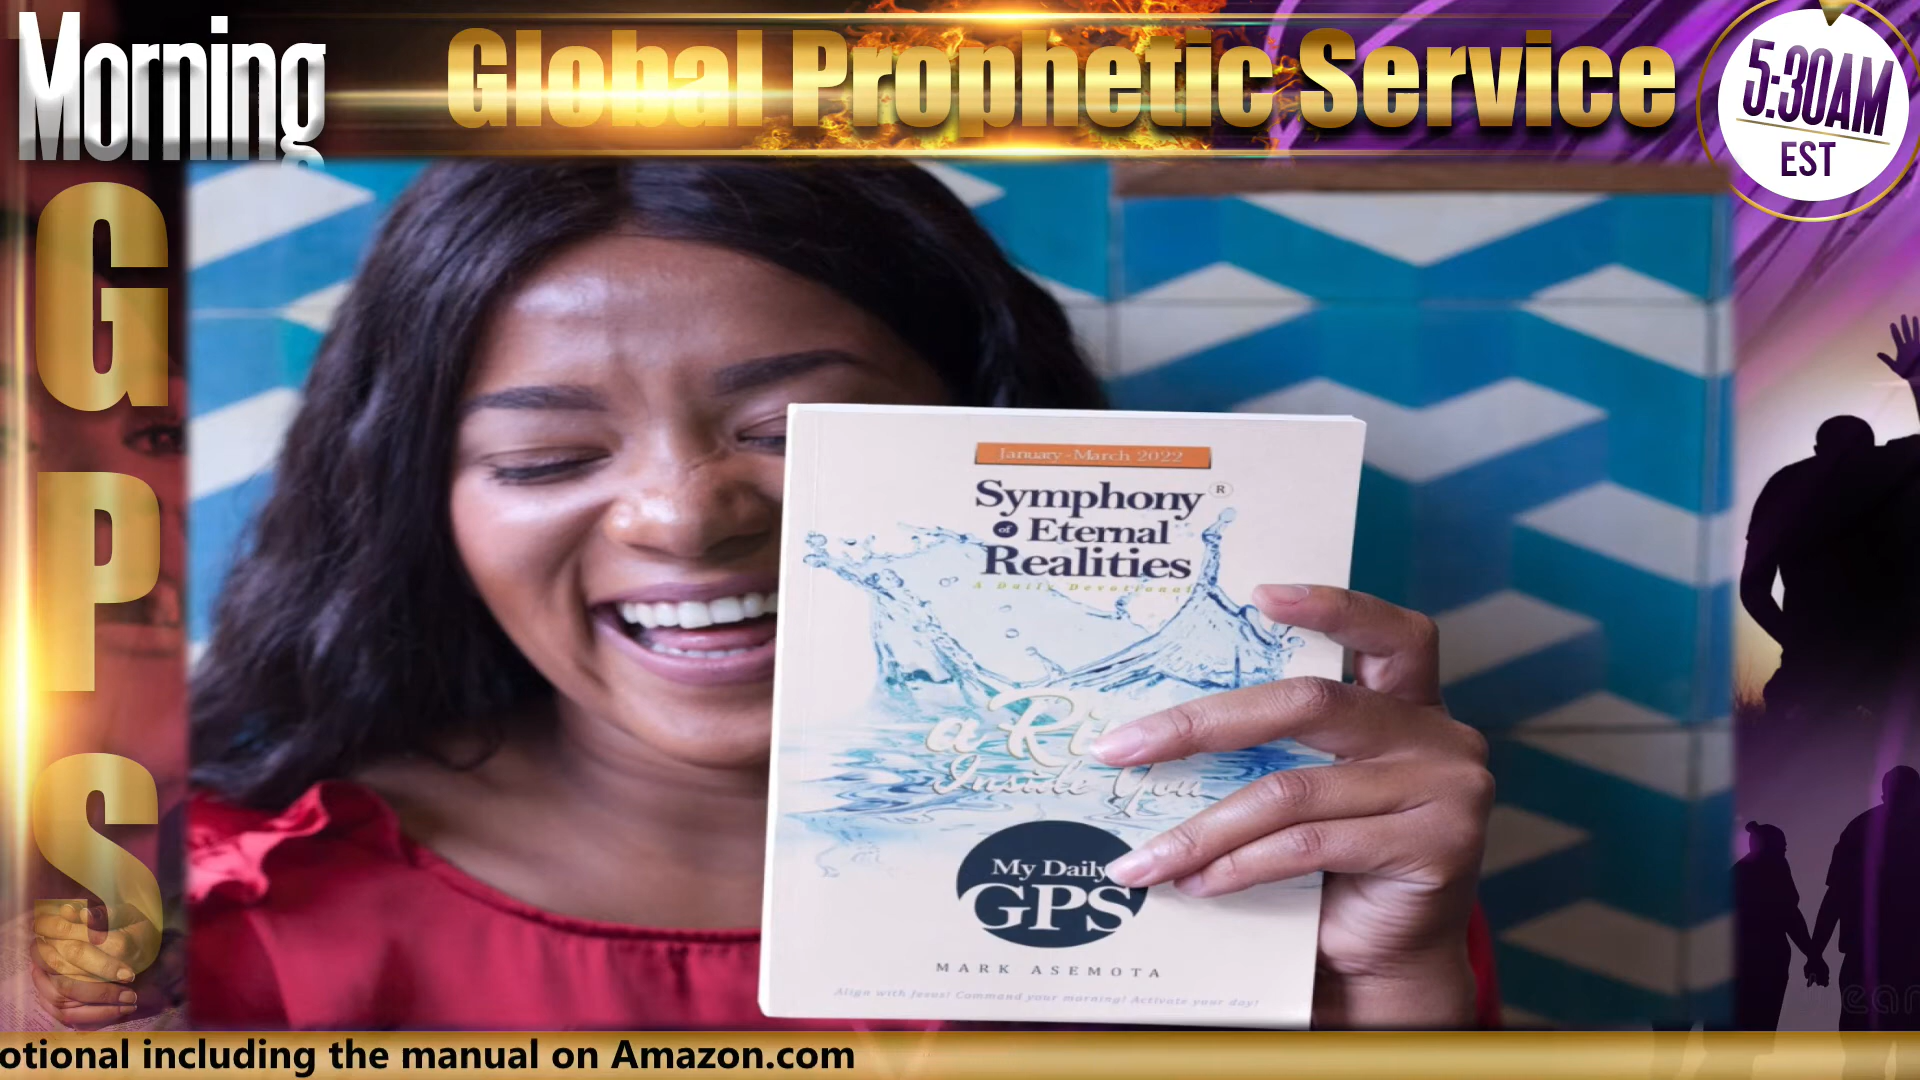 Morning
Global Prophetic Service
5:30AM
EST
G
P
S
January - March 2022
Symphony ®
of Eternal
Realities
A Daily Devotional
a
Inside You
My Daily
GPS
MARK ASEMOTA
Align with Jesus! Command your morning! Activate your day!
otional including the manual on Amazon.com